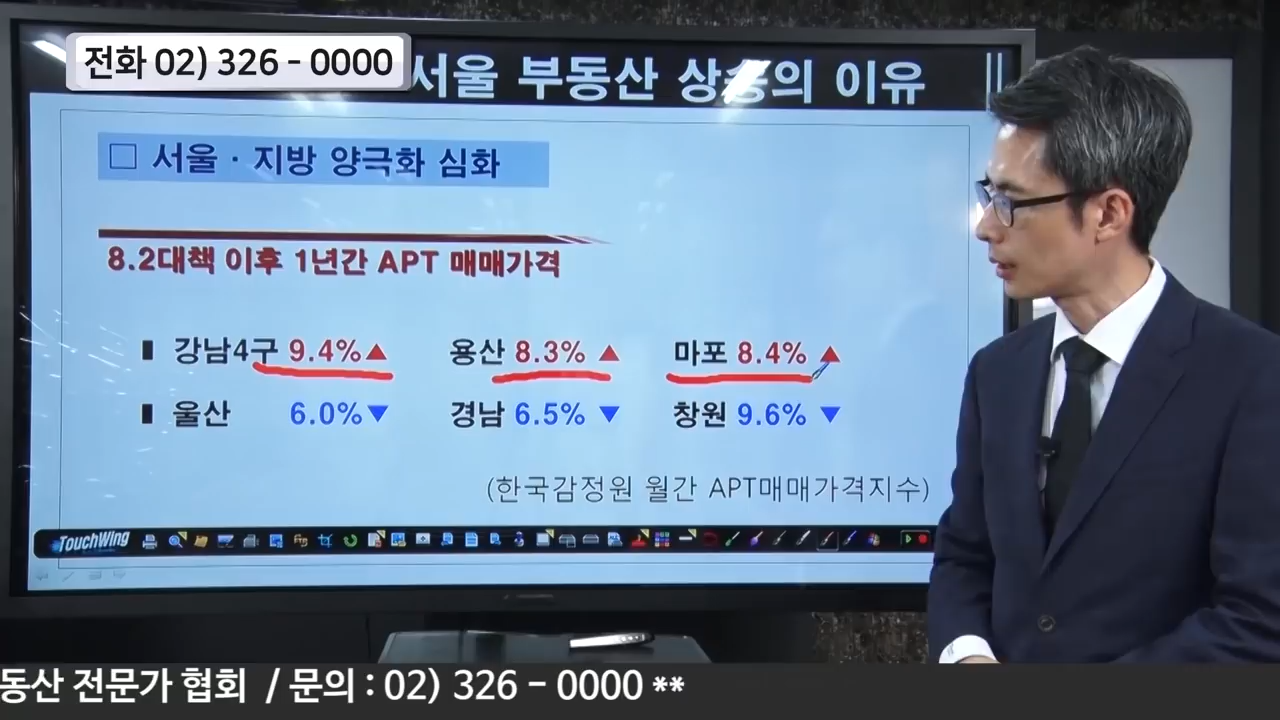 전화 02) 326 - 0000
서울 부동산 상승의 이유
□ 서울 · 지방 양극화 심화
8.2대책 이후 1년간 APT 매매가격
▮ 강남4구 9.4%▲ 용산 8.3% ▲ 마포 8.4% ▲
▮ 울산 6.0%▼ 경남 6.5% ▼ 창원 9.6% ▼
(한국감정원 월간 APT매매가격지수)
TouchWing
동산 전문가 협회 / 문의 : 02) 326 - 0000 **